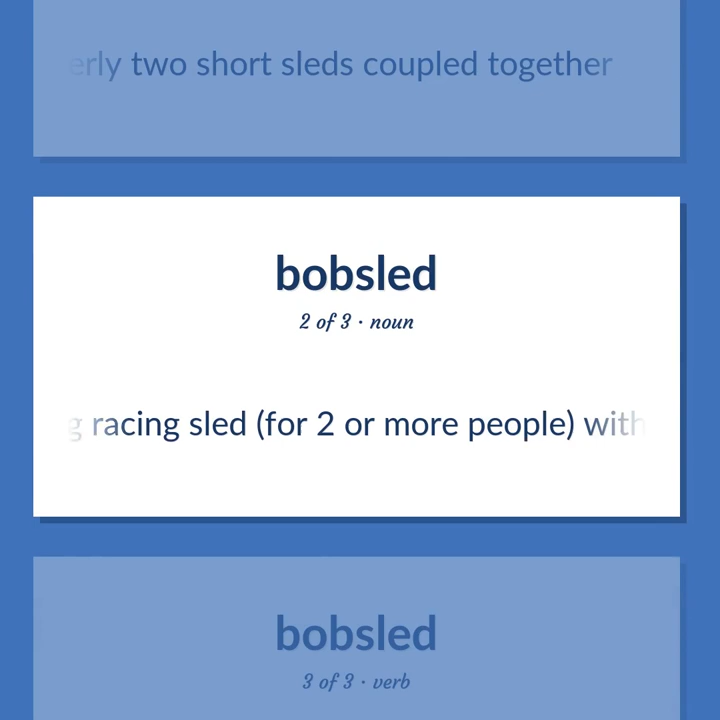 erly two short sleds coupled together
bobsled
2 of 3 · noun
g racing sled (for 2 or more people) with
bobsled
3 of 3 · verb